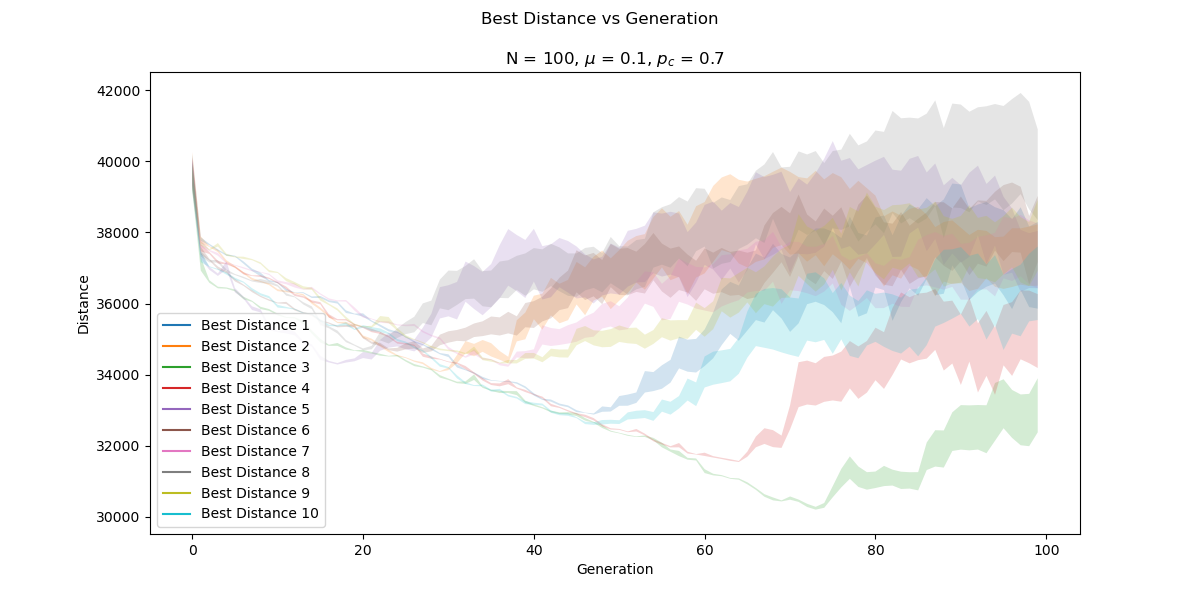 Best Distance vs Generation
N = 100, μ = 0.1, p_c = 0.7
42000
40000
38000
36000
34000
32000
30000
Distance
Best Distance 1
Best Distance 2
Best Distance 3
Best Distance 4
Best Distance 5
Best Distance 6
Best Distance 7
Best Distance 8
Best Distance 9
Best Distance 10
0 20 40 60 80 100
Generation